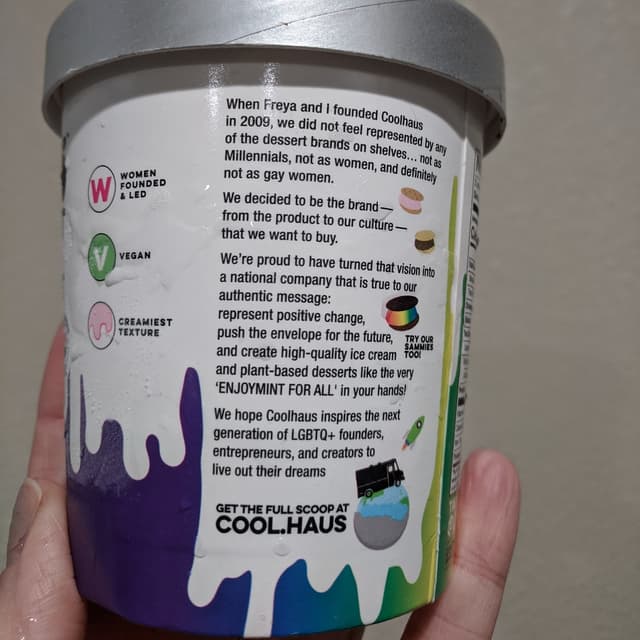 When Freya and I founded Coolhaus
in 2009, we did not feel represented by any
of the dessert brands on shelves... not as
Millennials, not as women, and definitely
not as gay women.
We decided to be the brand—
from the product to our culture—
that we want to buy.
We're proud to have turned that vision into
a national company that is true to our
authentic message:
represent positive change,
push the envelope for the future,
and create high-quality ice cream
and plant-based desserts like the very
'ENJOYMINT FOR ALL' in your hands!
We hope Coolhaus inspires the next
generation of LGBTQ+ founders,
entrepreneurs, and creators to
live out their dreams
GET THE FULL SCOOP AT
COOL.HAUS
TRY OUR
SAMMIES
TOO!
W
WOMEN
FOUNDED
& LED
V
VEGAN
CREAMIEST
TEXTURE